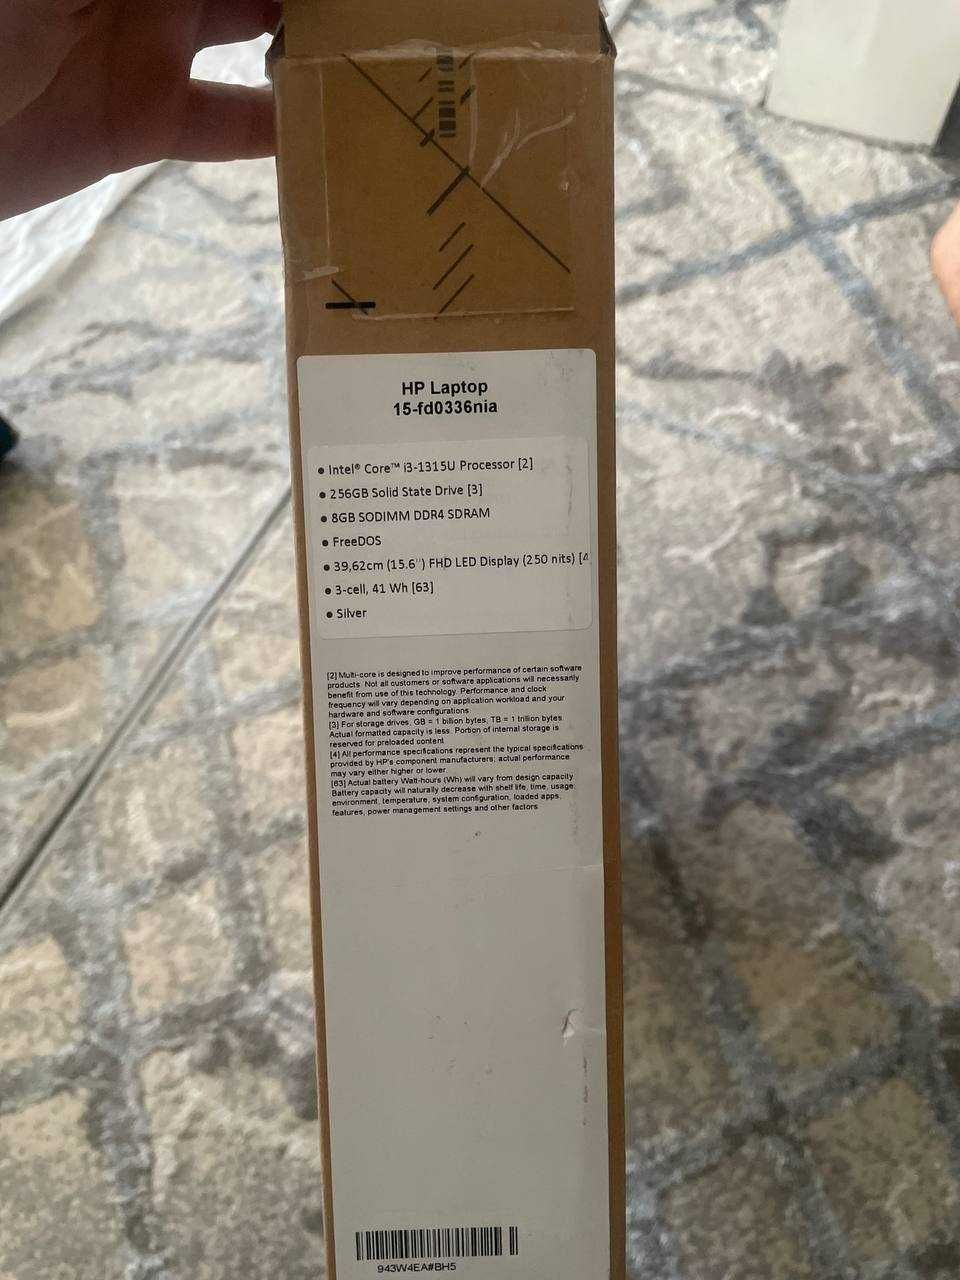 HP Laptop
15-fd0336nia
• Intel® Core™ i3-1315U Processor [2]
• 256GB Solid State Drive [3]
• 8GB SODIMM DDR4 SDRAM
• FreeDOS
• 39,62cm (15.6'') FHD LED Display (250 nits) [4
• 3-cell, 41 Wh [63]
• Silver
[2] Multi-core is designed to improve performance of certain software
products. Not all customers or software applications will necessarily
benefit from use of this technology. Performance and clock
frequency will vary depending on application workload and your
hardware and software configurations
[3] For storage drives, GB = 1 billion bytes, TB = 1 trillion bytes.
Actual formatted capacity is less. Portion of internal storage is
reserved for preloaded content
[4] All performance specifications represent the typical specifications
provided by HP's component manufacturers; actual performance
may vary either higher or lower.
[63] Actual battery Watt-hours (Wh) will vary from design capacity.
Battery capacity will naturally decrease with shelf life, time, usage,
environment, temperature, system configuration, loaded apps,
features, power management settings and other factors.
943W4EA#BH5